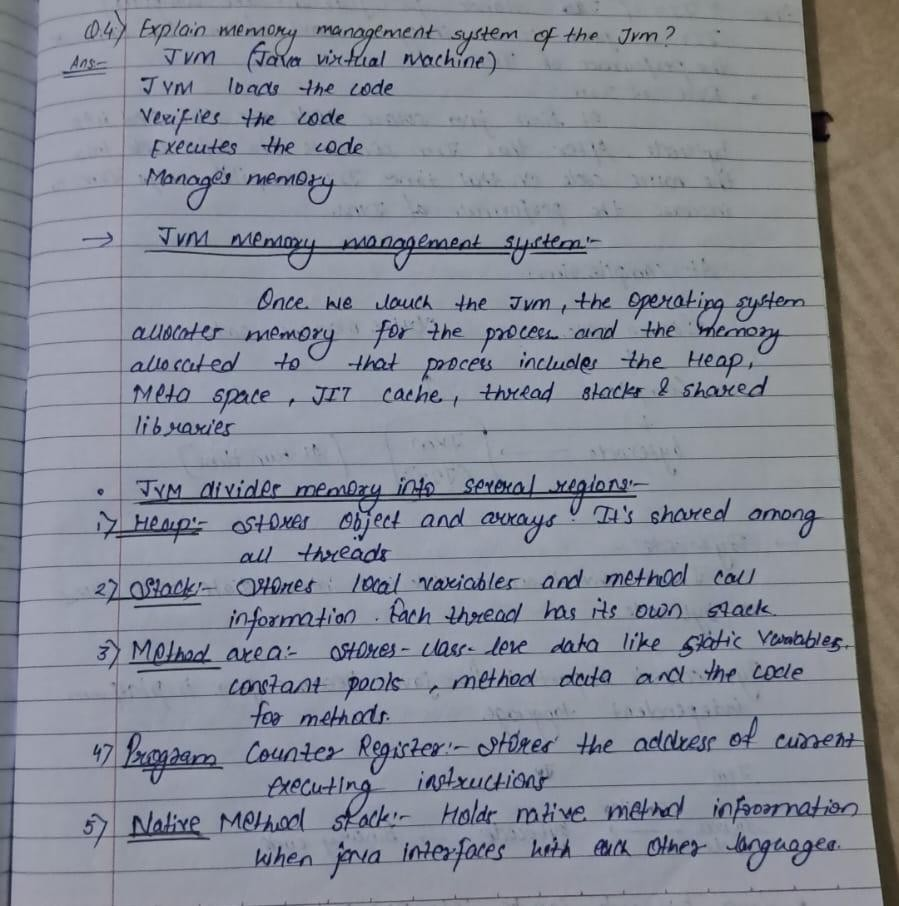 Q.4) Explain memory management system of the Jvm?
Ans:- JVM (Java virtual Machine)
JVM loads the code
Verifies the code
Executes the code
Manages memory
→ JVM memory management system:-
Once we lauch the Jvm, the operating system
allocates memory for the process and the memory
allocated to that process includes the Heap,
Meta space, JIT cache, thread stacks & shared
libraries
• JVM divides memory into several regions:-
1) Heap:- stores object and arrays. It's shared among
all threads
2) Stack:- Stores local variables and method call
information. Each thread has its own stack
3) Method area:- stores class-leve data like static variables,
constant pools, method data and the code
for methods.
4) Program Counter Register:- stores the address of current
executing instructions
5) Native Method stack:- Holds native method information
when java interfaces with each other languages.